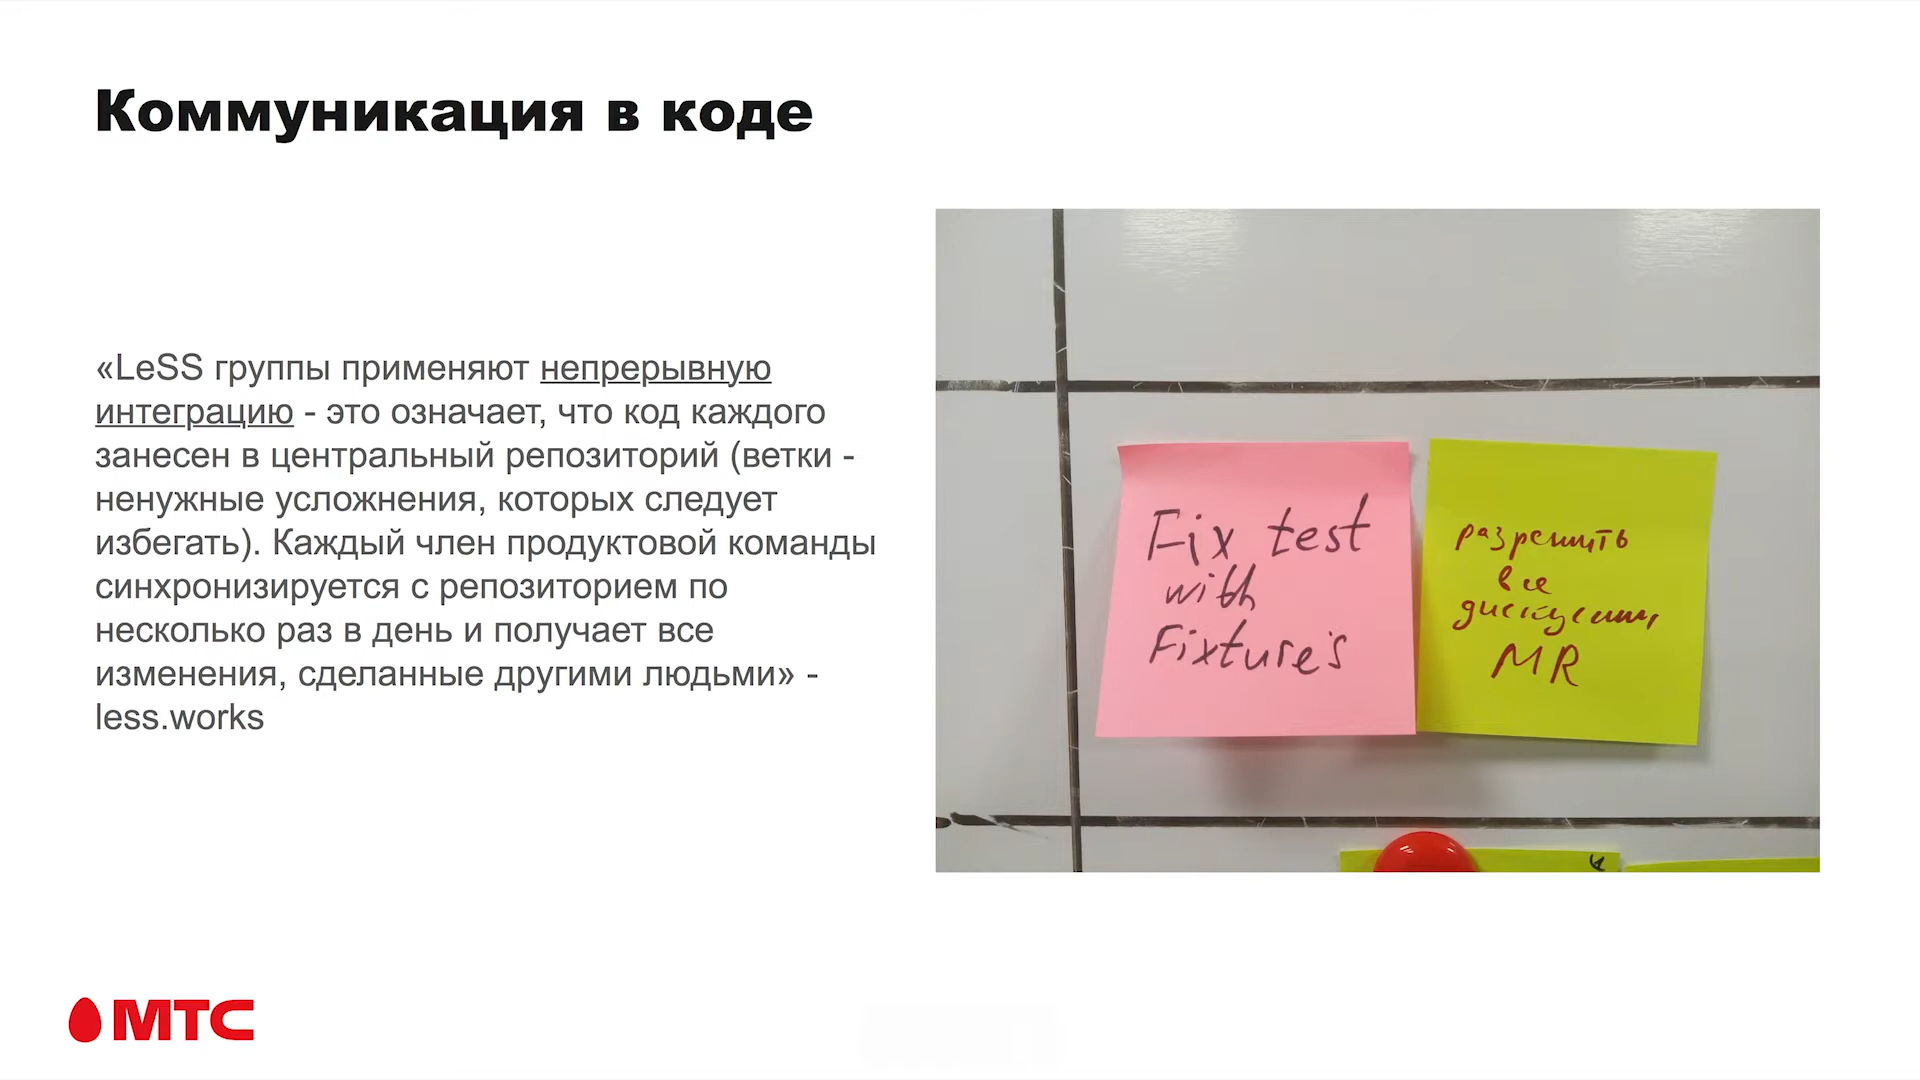 Коммуникация в коде
«LeSS группы применяют непрерывную
интеграцию - это означает, что код каждого
занесен в центральный репозиторий (ветки -
ненужные усложнения, которых следует
избегать). Каждый член продуктовой команды
синхронизируется с репозиторием по
несколько раз в день и получает все
изменения, сделанные другими людьми» -
less.works
Fix test
with
Fixture's
разрешить
все
дискуссии
MR
МТС